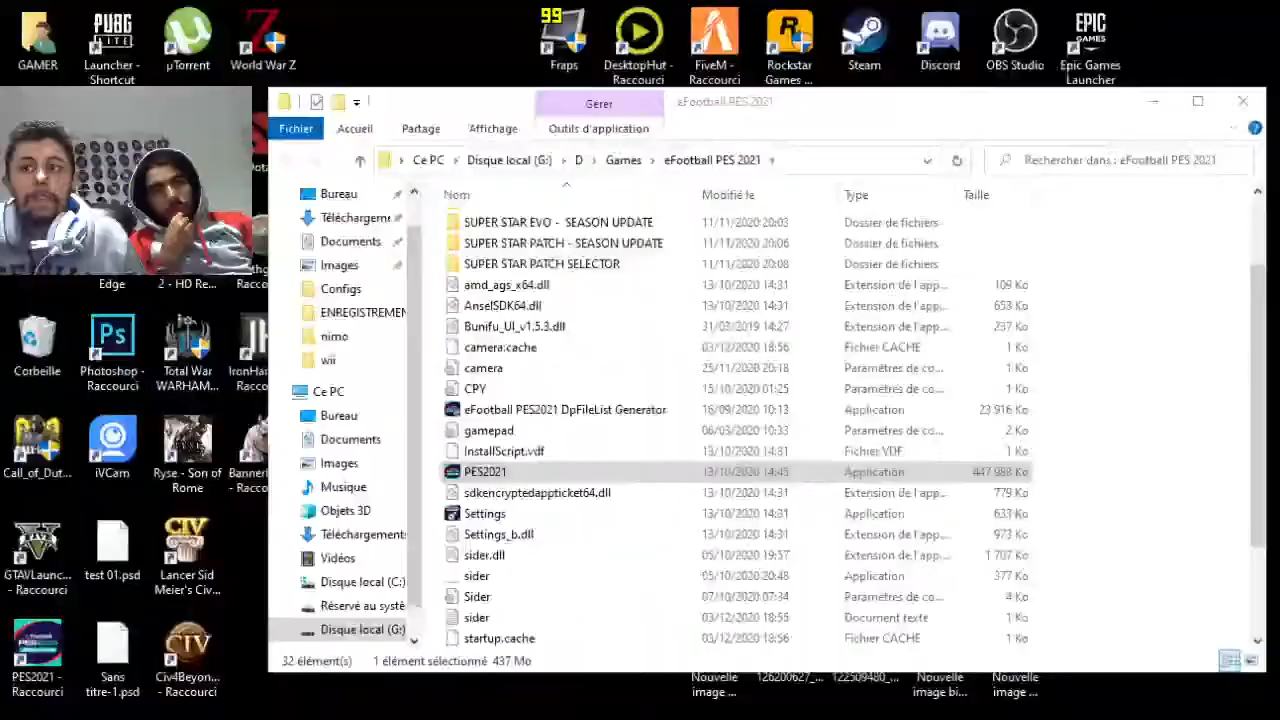 99
PUBG
LITE
Z
GAMER
Launcher -
Shortcut
µTorrent
World War Z
Fraps
DesktopHut -
Raccourci
FiveM -
Raccourci
Rockstar
Games ...
Steam
Discord
OBS Studio
EPIC
GAMES
Epic Games
Launcher
Gérer
eFootball PES 2021
Fichier
Accueil
Partage
Affichage
Outils d'application
Ce PC > Disque local (G:) > D > Games > eFootball PES 2021 >
Rechercher dans : eFootball PES 2021
Nom
Modifié le
Type
Taille
Bureau
Téléchargeme
Documents
Images
Configs
ENREGISTREMEN
nimo
wii
Ce PC
Bureau
Documents
Images
Musique
Objets 3D
Téléchargements
Vidéos
Disque local (C:)
Réservé au systè
Disque local (G:)
SUPER STAR EVO - SEASON UPDATE 11/11/2020 20:03 Dossier de fichiers
SUPER STAR PATCH - SEASON UPDATE 11/11/2020 20:06 Dossier de fichiers
SUPER STAR PATCH SELECTOR 11/11/2020 20:08 Dossier de fichiers
amd_ags_x64.dll 13/10/2020 14:31 Extension de l'app... 109 Ko
AnselSDK64.dll 13/10/2020 14:31 Extension de l'app... 653 Ko
Bunifu_UI_v1.5.3.dll 31/03/2019 14:27 Extension de l'app... 237 Ko
camera.cache 03/12/2020 18:56 Fichier CACHE 1 Ko
camera 25/11/2020 20:18 Paramètres de co... 1 Ko
CPY 15/10/2020 01:25 Paramètres de co... 1 Ko
eFootball PES2021 DpFileList Generator 16/09/2020 10:13 Application 23 916 Ko
gamepad 06/03/2020 10:33 Paramètres de co... 2 Ko
InstallScript.vdf 13/10/2020 14:31 Fichier VDF 1 Ko
PES2021 13/10/2020 14:45 Application 447 988 Ko
sdkencryptedappticket64.dll 13/10/2020 14:31 Extension de l'app... 779 Ko
Settings 13/10/2020 14:31 Application 633 Ko
Settings_b.dll 13/10/2020 14:31 Extension de l'app... 973 Ko
sider.dll 05/10/2020 19:57 Extension de l'app... 1 707 Ko
sider 05/10/2020 20:48 Application 377 Ko
Sider 07/10/2020 07:34 Paramètres de co... 4 Ko
sider 03/12/2020 18:55 Document texte 1 Ko
startup.cache 03/12/2020 18:56 Fichier CACHE 1 Ko
32 élément(s)
1 élément sélectionné 437 Mo
Edge
2 - HD Re...
Corbeille
Ps
Photoshop -
Raccourci
Total War
WARHAM...
IronHar
Racco
Call_of_Dut...
iVCam
Ryse - Son of
Rome
Banner
- Racco
V
GTAVLaunc...
- Raccourci
test 01.psd
CIV
Lancer Sid
Meier's Civ...
PES2021 -
Raccourci
Sans
titre-1.psd
CIV
Civ4Beyon...
- Raccourci
Nouvelle
image ...
126200627_...
122509480_...
Nouvelle
image bi...
Nouvelle
image ...